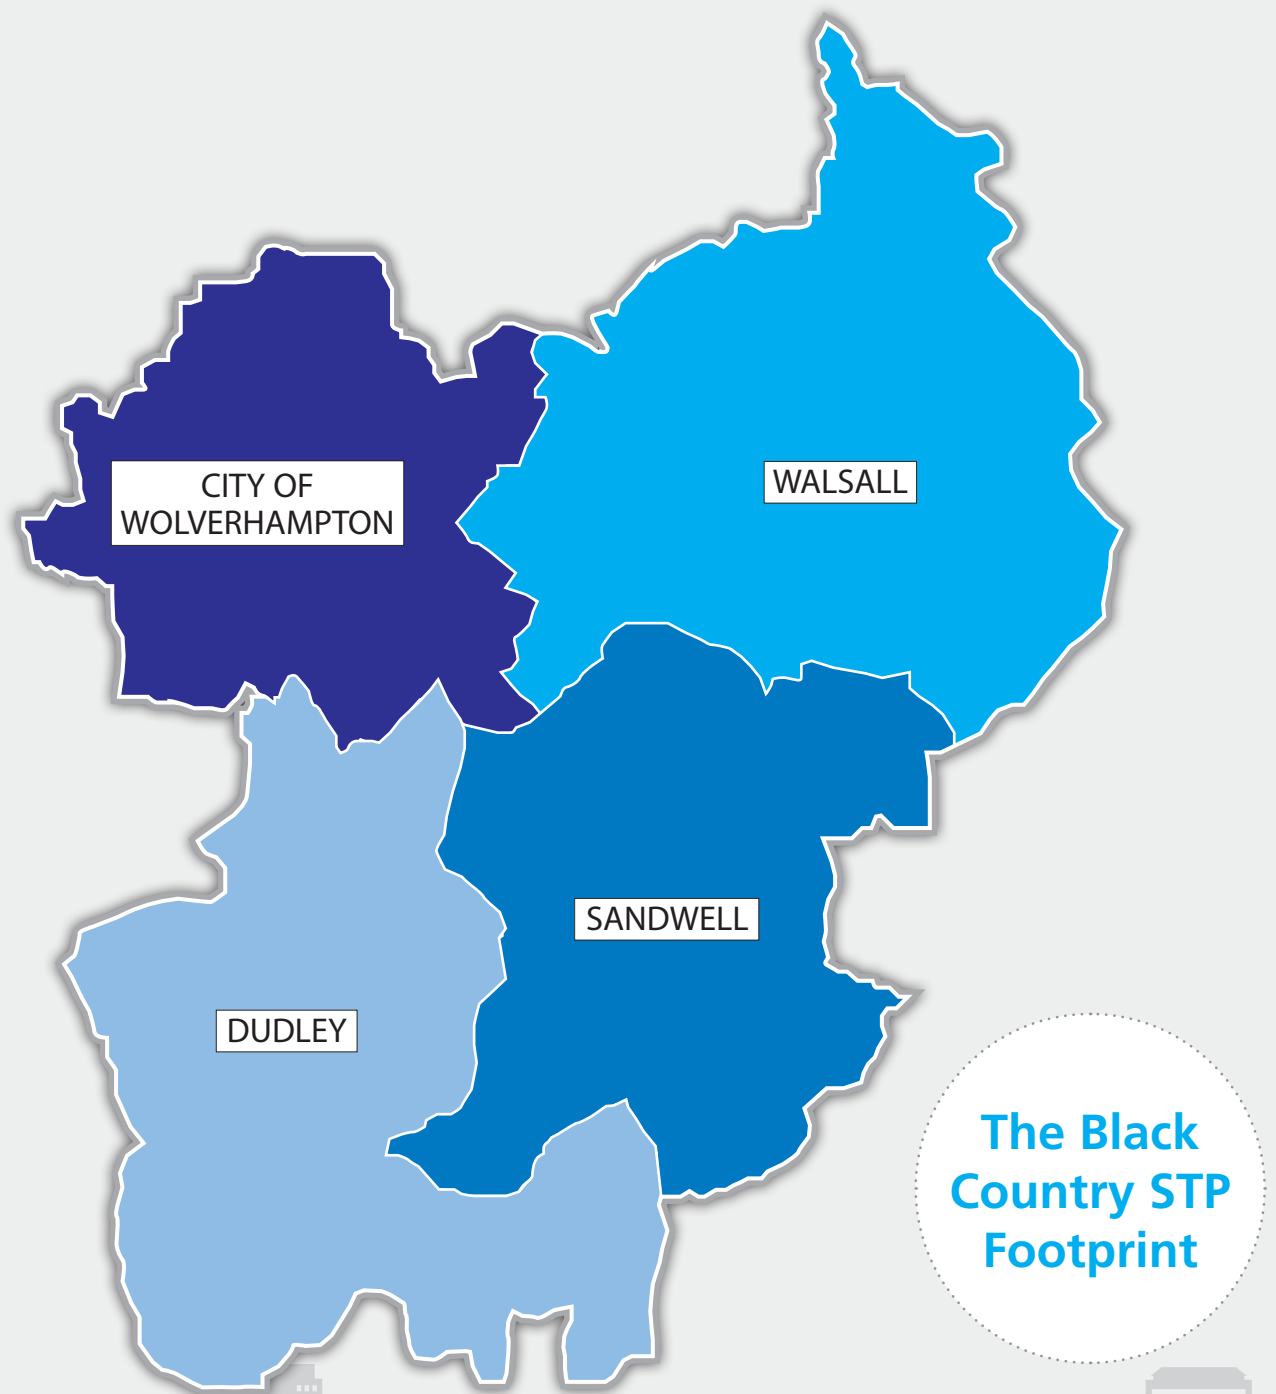 CITY OF
WOLVERHAMPTON
WALSALL
SANDWELL
DUDLEY
The Black
Country STP
Footprint